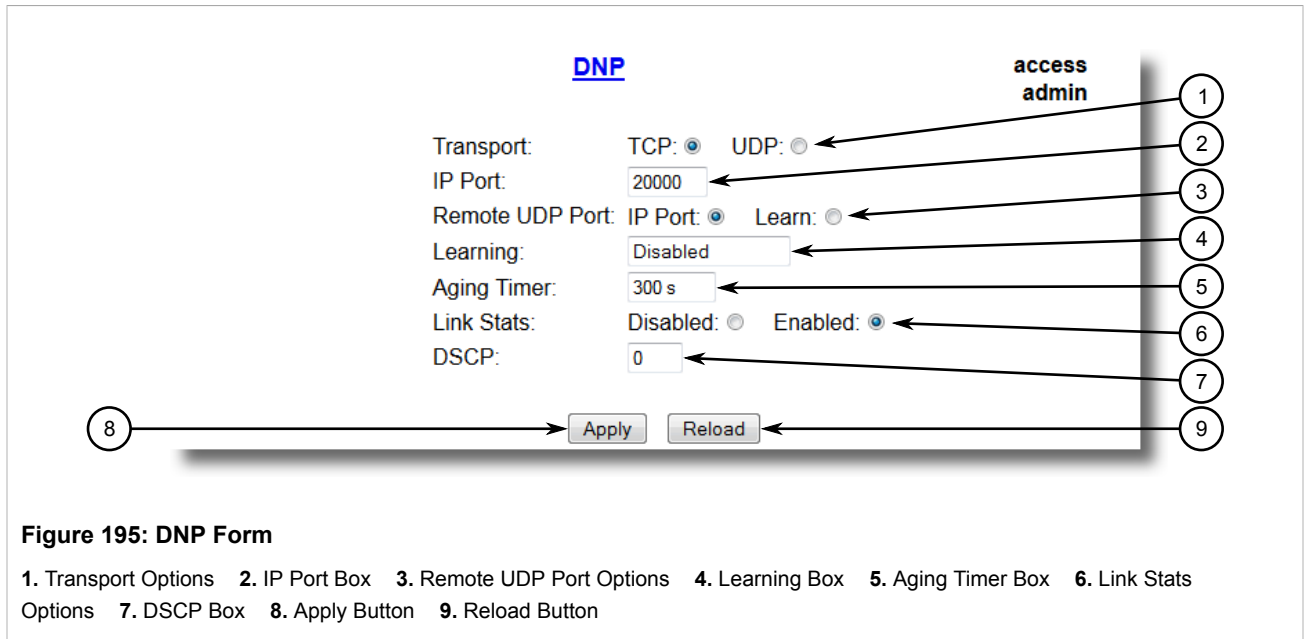 DNP
access
admin
1
Transport: TCP: UDP:
2
IP Port: 20000
3
Remote UDP Port: IP Port: Learn:
4
Learning: Disabled
5
Aging Timer: 300 s
6
Link Stats: Disabled: Enabled:
7
DSCP: 0
8
Apply Reload
9
Figure 195: DNP Form
1. Transport Options 2. IP Port Box 3. Remote UDP Port Options 4. Learning Box 5. Aging Timer Box 6. Link Stats
Options 7. DSCP Box 8. Apply Button 9. Reload Button